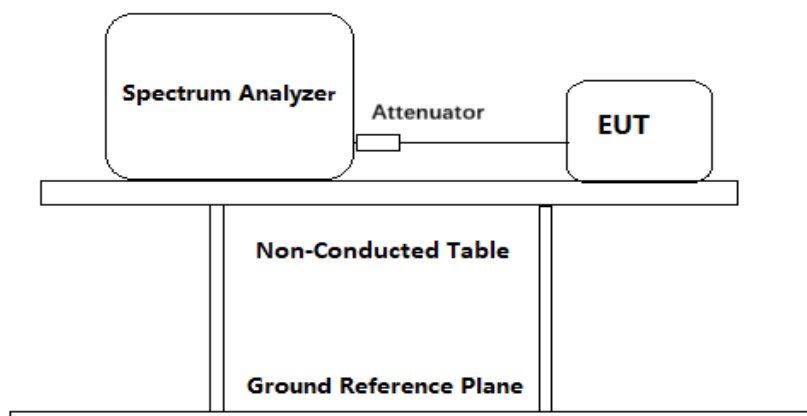 Spectrum Analyzer
Attenuator
EUT
Non-Conducted Table
Ground Reference Plane